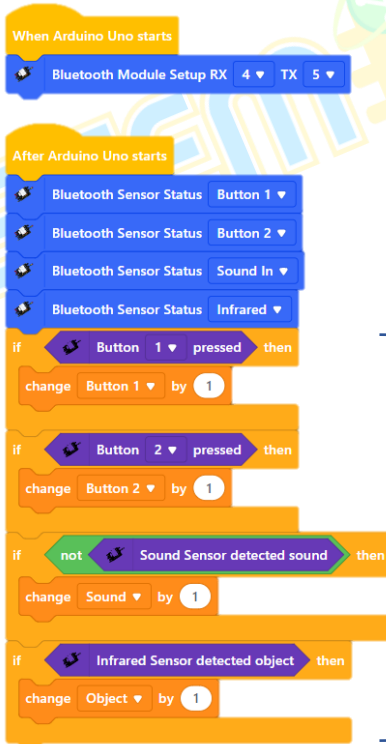 When Arduino Uno starts
Bluetooth Module Setup RX 4 TX 5
After Arduino Uno starts
Bluetooth Sensor Status Button 1
Bluetooth Sensor Status Button 2
Bluetooth Sensor Status Sound In
Bluetooth Sensor Status Infrared
if Button 1 pressed then
change Button 1 by 1
if Button 2 pressed then
change Button 2 by 1
if not Sound Sensor detected sound then
change Sound by 1
if Infrared Sensor detected object then
change Object by 1